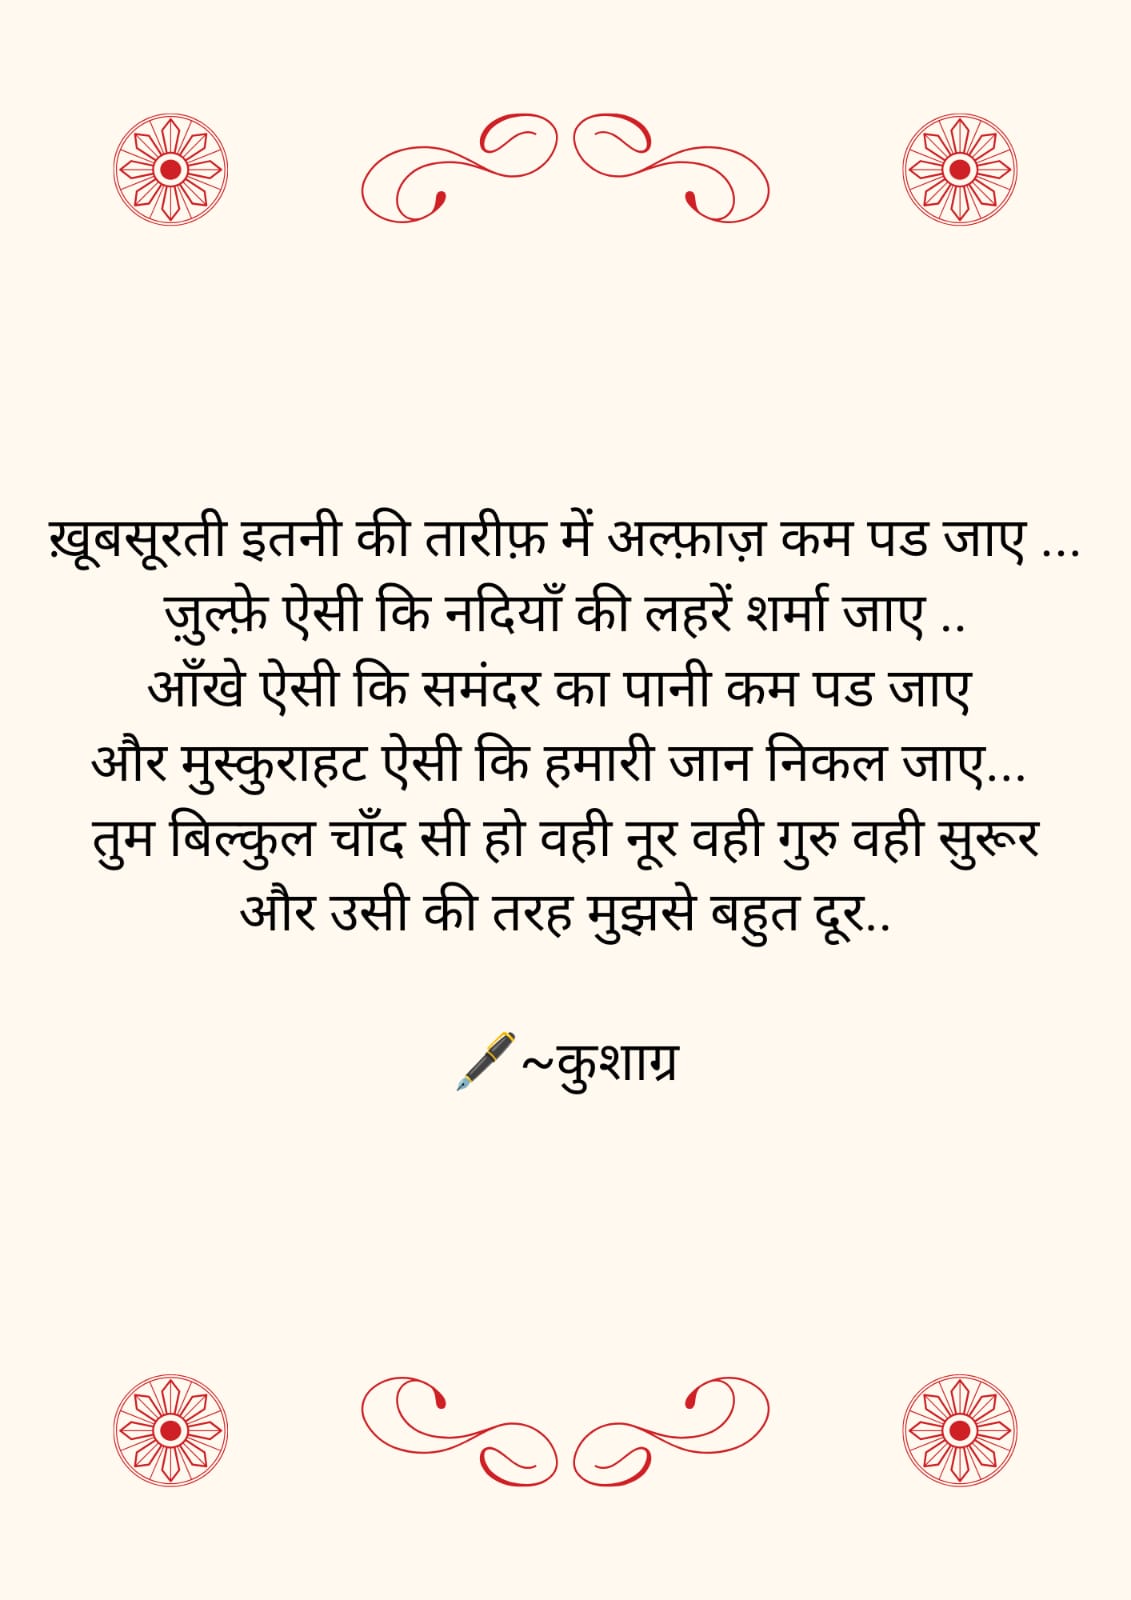 ख़ूबसूरती इतनी की तारीफ़ में अल्फ़ाज़ कम पड जाए ...
ज़ुल्फ़े ऐसी कि नदियाँ की लहरें शर्मा जाए ..
आँखे ऐसी कि समंदर का पानी कम पड जाए
और मुस्कुराहट ऐसी कि हमारी जान निकल जाए...
तुम बिल्कुल चाँद सी हो वही नूर वही गुरु वही सुरूर
और उसी की तरह मुझसे बहुत दूर..
🖋️~कुशाग्र